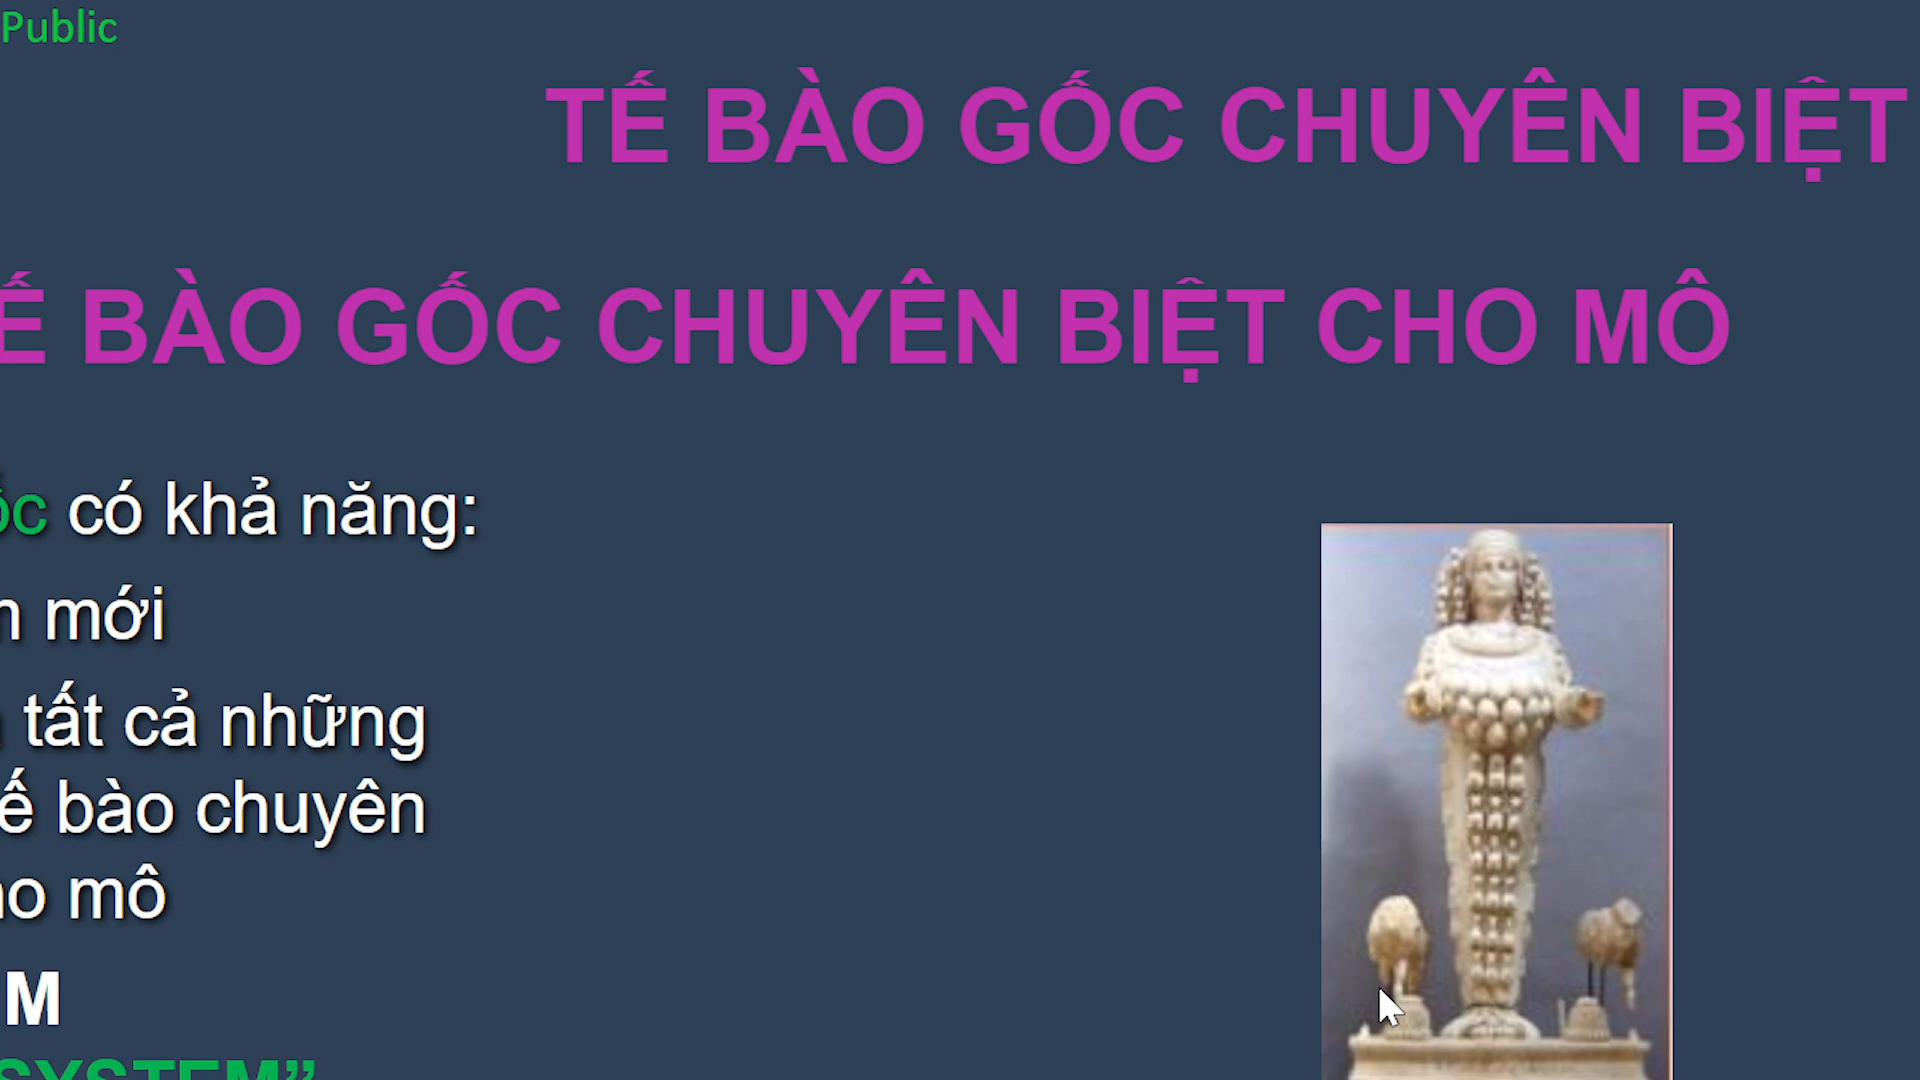 Public
TẾ BÀO GỐC CHUYÊN BIỆT
BÀO GỐC CHUYÊN BIỆT CHO MÔ
có khả năng:
mới
tất cả những
bào chuyên
mô
M
SYSTEM”